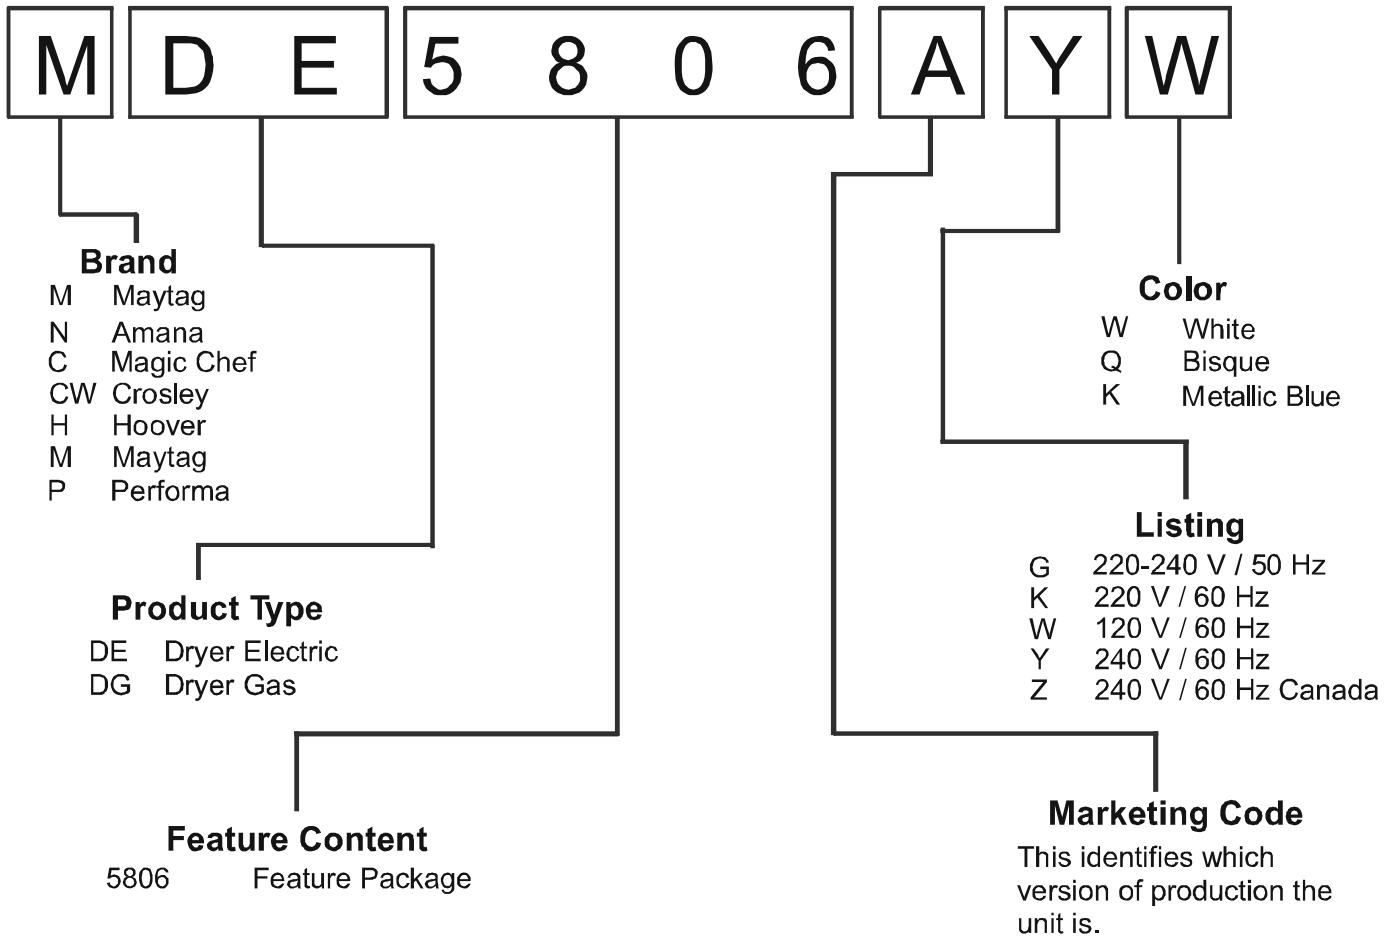 M D E 5 8 0 6 A Y W
Brand
M Maytag
N Amana
C Magic Chef
CW Crosley
H Hoover
M Maytag
P Performa
Product Type
DE Dryer Electric
DG Dryer Gas
Feature Content
5806 Feature Package
Color
W White
Q Bisque
K Metallic Blue
Listing
G 220-240 V / 50 Hz
K 220 V / 60 Hz
W 120 V / 60 Hz
Y 240 V / 60 Hz
Z 240 V / 60 Hz Canada
Marketing Code
This identifies which
version of production the
unit is.